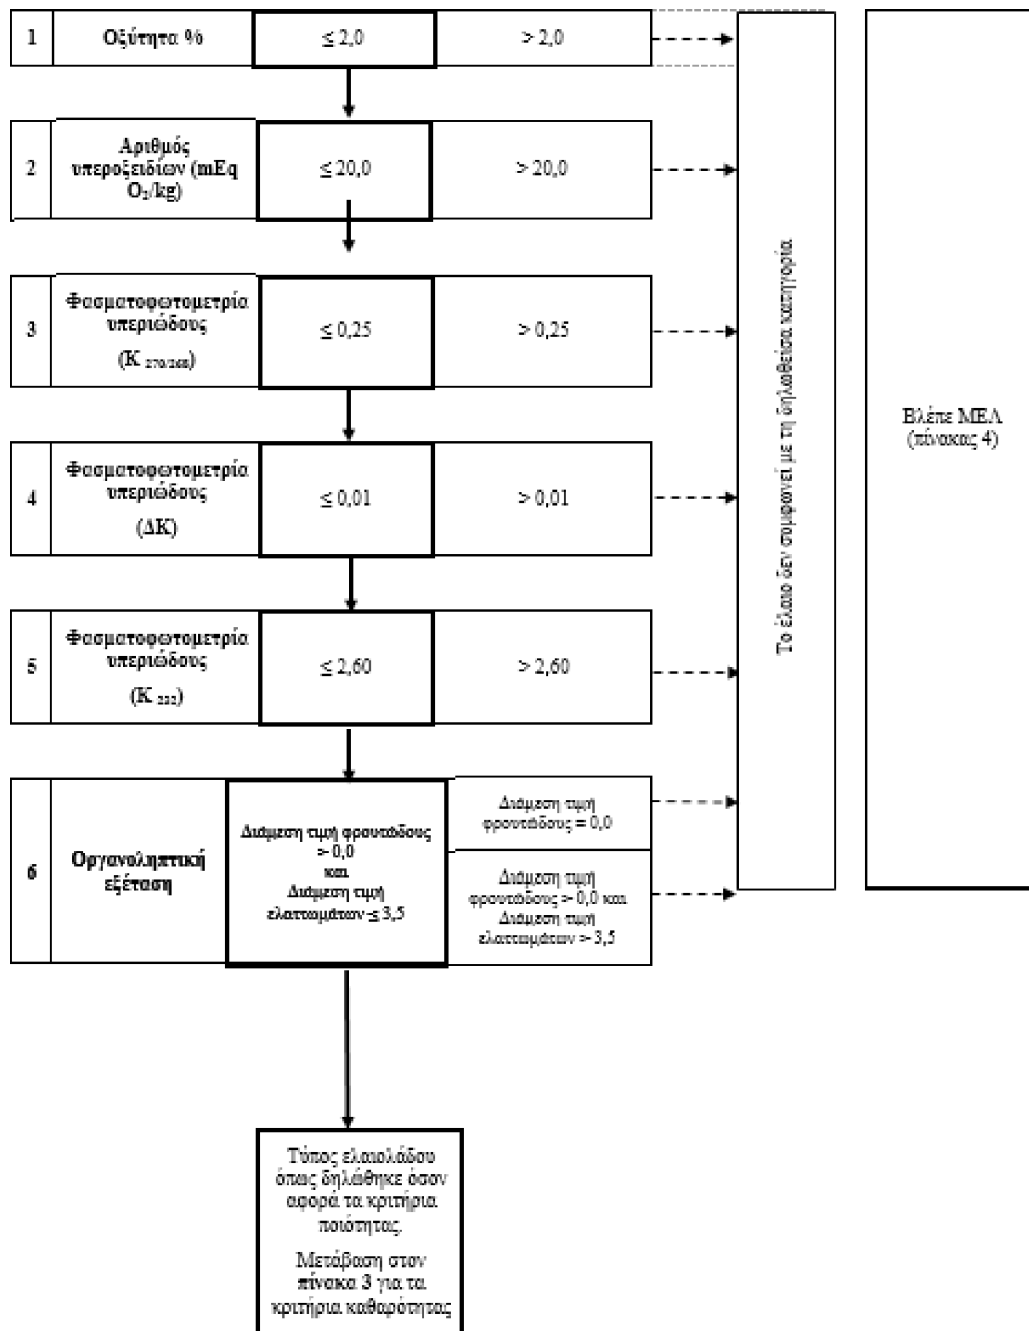 1 Οξύτητα % ≤ 2,0 > 2,0
2 Αριθμός υπεροξειδίων (mEq O₂/kg) ≤ 20,0 > 20,0
3 Φασματοφωτομετρία υπεριώδους (K 270/268) ≤ 0,25 > 0,25
4 Φασματοφωτομετρία υπεριώδους (ΔK) ≤ 0,01 > 0,01
5 Φασματοφωτομετρία υπεριώδους (K 232) ≤ 2,60 > 2,60
6 Οργανοληπτική εξέταση
Διάμεση τιμή φρουτώδους
> 0,0
και
Διάμεση τιμή
ελαττωμάτων ≤ 3,5
Διάμεση τιμή
φρουτώδους = 0,0
Διάμεση τιμή
φρουτώδους > 0,0 και
Διάμεση τιμή
ελαττωμάτων > 3,5
Το έλαιο δεν συμφωνεί με τη δηλωθείσα κατηγορία
Βλέπε ΜΕΛ
(πίνακας 4)
Τύπος ελαιολάδου
όπως δηλώθηκε όσον
αφορά τα κριτήρια
ποιότητας.
Μετάβαση στον
πίνακα 3 για τα
κριτήρια καθαρότητας